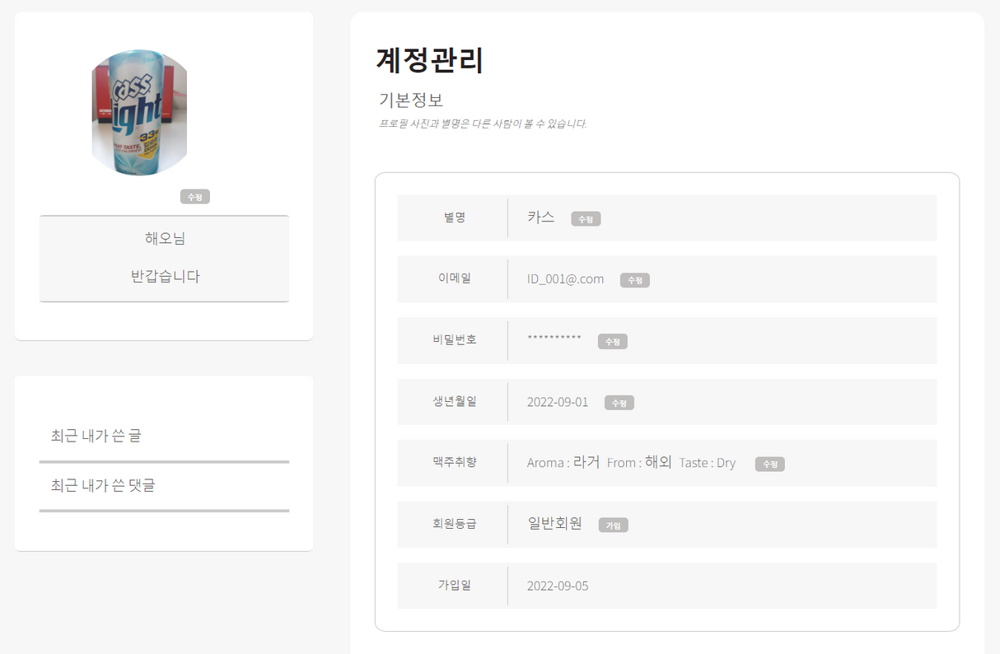 cass
light
GREAT TASTE,
수정
해오님
반갑습니다
최근 내가 쓴 글
최근 내가 쓴 댓글
계정관리
기본정보
프로필 사진과 별명은 다른 사람이 볼 수 있습니다.
별명 카스 수정
이메일 ID_001@.com 수정
비밀번호 ********** 수정
생년월일 2022-09-01 수정
맥주취향 Aroma : 라거 From : 해외 Taste : Dry 수정
회원등급 일반회원 가입
가입일 2022-09-05